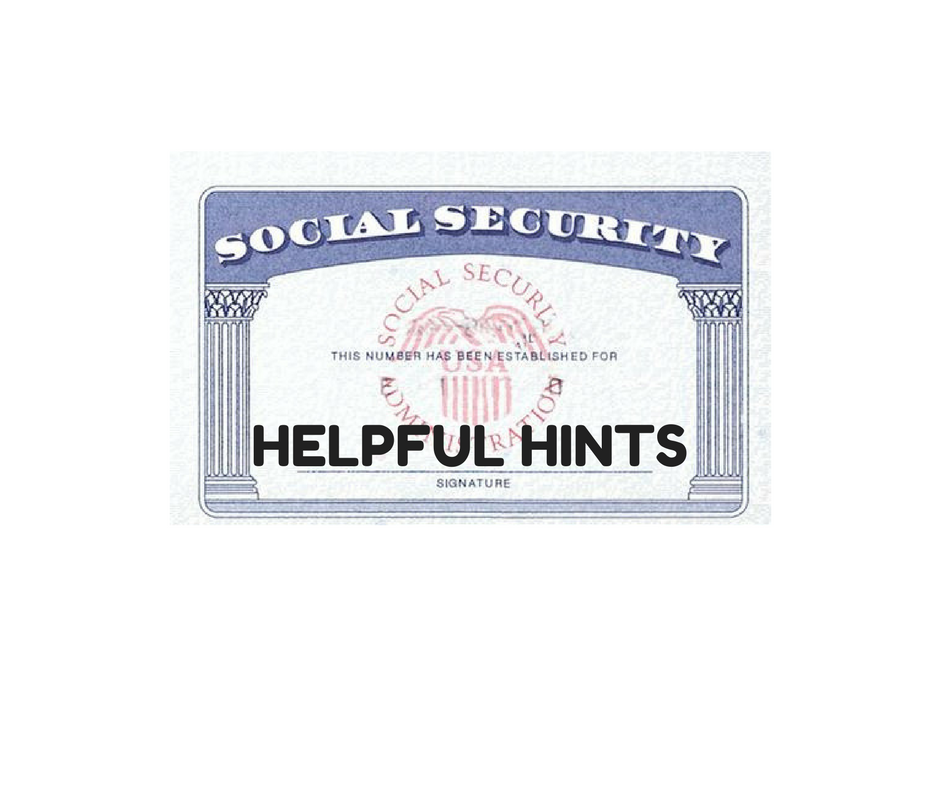 SOCIAL SECURITY
SOCIAL SECURITY
THIS NUMBER HAS BEEN ESTABLISHED FOR
USA
ADMINISTRATION
HELPFUL HINTS
SIGNATURE